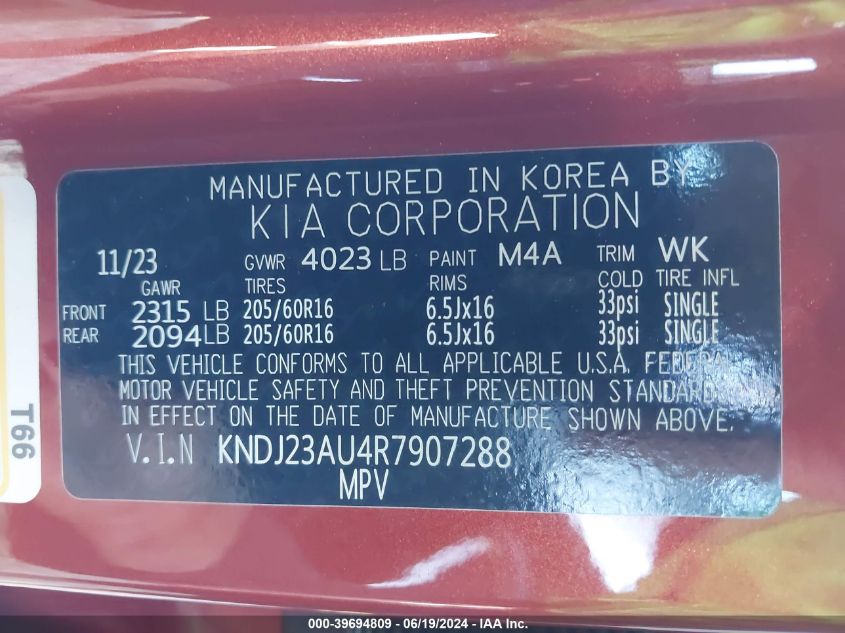 MANUFACTURED IN KOREA BY
KIA CORPORATION
11/23 GVWR 4023 LB PAINT M4A TRIM WK
GAWR TIRES RIMS COLD TIRE INFL
FRONT 2315 LB 205/60R16 6.5Jx16 33psi SINGLE
REAR 2094 LB 205/60R16 6.5Jx16 33psi SINGLE
THIS VEHICLE CONFORMS TO ALL APPLICABLE U.S.A. FEDERAL
MOTOR VEHICLE SAFETY AND THEFT PREVENTION STANDARDS
IN EFFECT ON THE DATE OF MANUFACTURE SHOWN ABOVE.
V.I.N KNDJ23AU4R7907288
MPV
T66
000-39694809 - 06/19/2024 - IAA Inc.